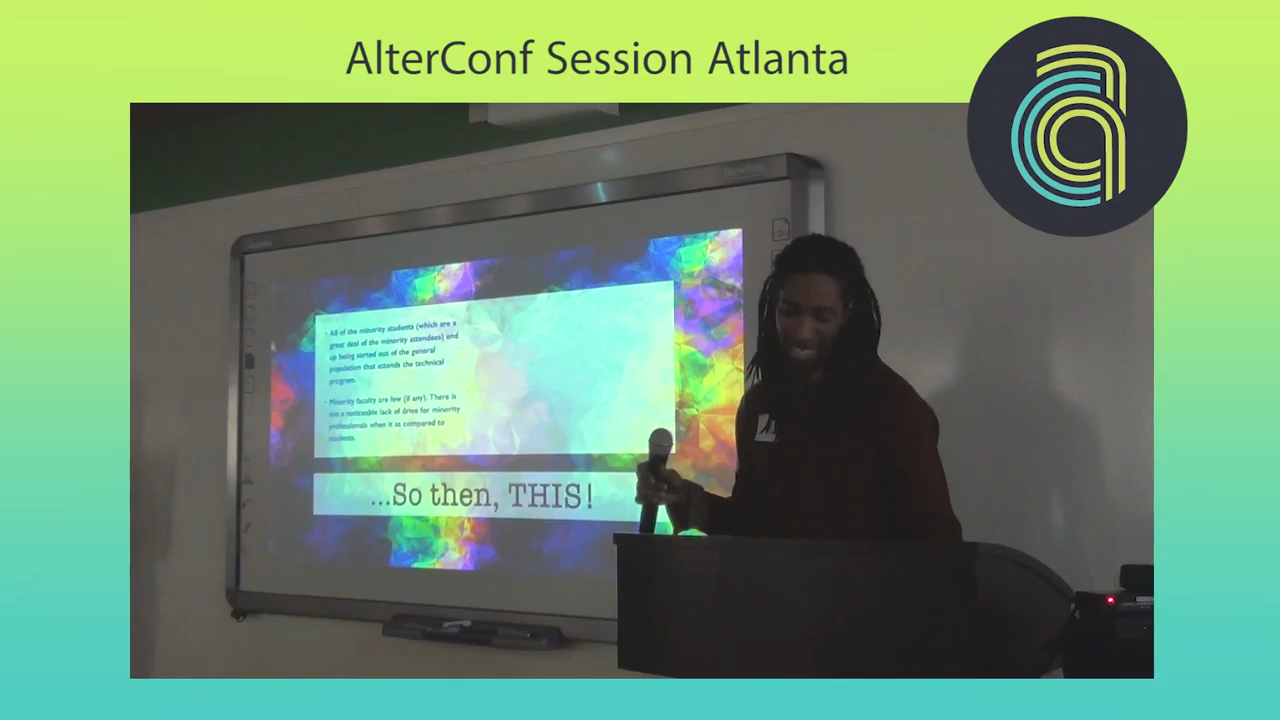 AlterConf Session Atlanta
Newline
• All of the minority students (which are a
great deal of the minority attendees) end
up being sorted out of the general
population that attends the technical
program.
• Minority faculty are few (if any). There is
not a noticeable lack of drive for minority
professionals when it is compared to
students.
...So then, THIS!